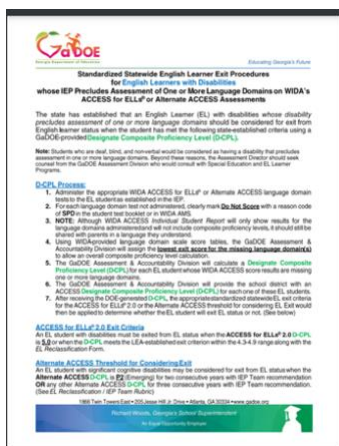 GaDOE
Georgia Department of Education
Educating Georgia's Future
Standardized Statewide English Learner Exit Procedures
for English Learners with Disabilities
whose IEP Precludes Assessment of One or More Language Domains on WIDA's
ACCESS for ELLs® or Alternate ACCESS Assessments
The state has established that an English Learner (EL) with disabilities whose disability
precludes assessment of one or more language domains should be considered for exit from
English learner status when the student has met the following state-established criteria using a
GaDOE-provided Designate Composite Proficiency Level (D-CPL).
Note: Students who are deaf, blind, and non-verbal would be considered as having a disability that precludes
assessment in one or more language domains. Beyond these reasons, the Assessment Director should seek
counsel from the GaDOE Assessment Division who would consult with Special Education and EL Learner
Programs.
D-CPL Process:
1. Administer the appropriate WIDA ACCESS for ELLs® or Alternate ACCESS language domain
tests to the EL student as established in the IEP.
2. For each language test not administered, clearly mark Do Not Score with a reason code
of SPD in the student test booklet or in WIDA AMS.
3. NOTE: Although WIDA ACCESS Individual Student Report will only show results for the
language domains administered and will not include composite proficiency levels, it should still be
shared with parents in a language they understand.
4. Using WIDA-provided language domain scale score tables, the GaDOE Assessment &
Accountability Division will assign the lowest exit score for the missing language domain(s)
to allow an overall composite proficiency level calculation.
5. The GaDOE Assessment & Accountability Division will calculate a Designate Composite
Proficiency Level (D-CPL) for each EL student whose WIDA ACCESS score results are missing
one or more language domains.
6. The GaDOE Assessment & Accountability Division will provide the school district with an
ACCESS Designate Composite Proficiency Level (D-CPL) for each one of these EL students.
7. After receiving the DOE-generated D-CPL, the appropriate standardized statewide EL exit criteria
for the ACCESS for ELLs® 2.0 or the Alternate ACCESS threshold for considering EL Exit would
then be applied to determine whether the EL student will exit EL status or not. (See below)
ACCESS for ELLs® 2.0 Exit Criteria
An EL student with disabilities must be exited from EL status when the ACCESS for ELLs® 2.0 D-CPL
is 5.0 or when the D-CPL meets the LEA-established exit criterion within the 4.3-4.9 range along with the
EL Reclassification Form.
Alternate ACCESS Threshold for Considering Exit
An EL student with significant cognitive disabilities may be considered for exit from EL status when the
Alternate ACCESS D-CPL is P2 (Emerging) for two consecutive years with IEP Team recommendation
OR any other Alternate ACCESS D-CPL for three consecutive years with IEP Team recommendation.
(See EL Reclassification / IEP Team Rubric)
1866 Twin Towers East • 205 Jesse Hill Jr. Drive • Atlanta, GA 30334 • www.gadoe.org
Richard Woods, Georgia's School Superintendent
An Equal Opportunity Employer